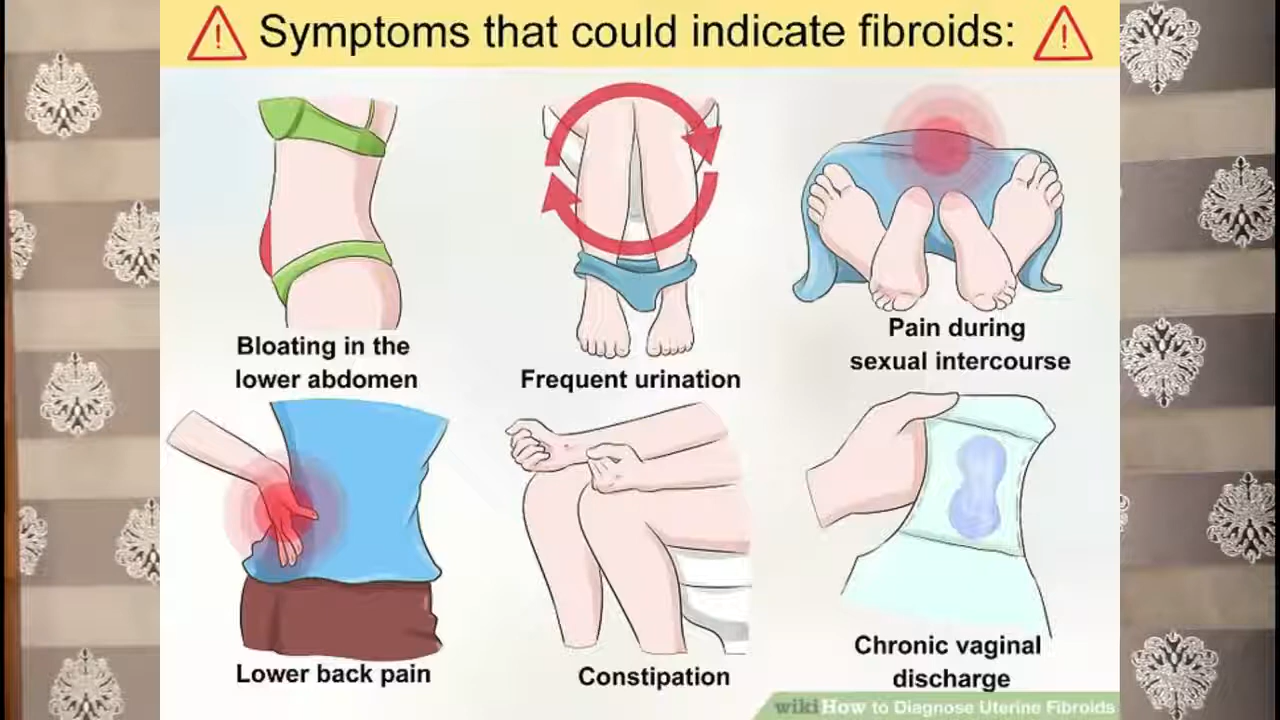 Symptoms that could indicate fibroids:
Bloating in the
lower abdomen
Frequent urination
Pain during
sexual intercourse
Lower back pain
Constipation
Chronic vaginal
discharge
wikiHow to Diagnose Uterine Fibroids